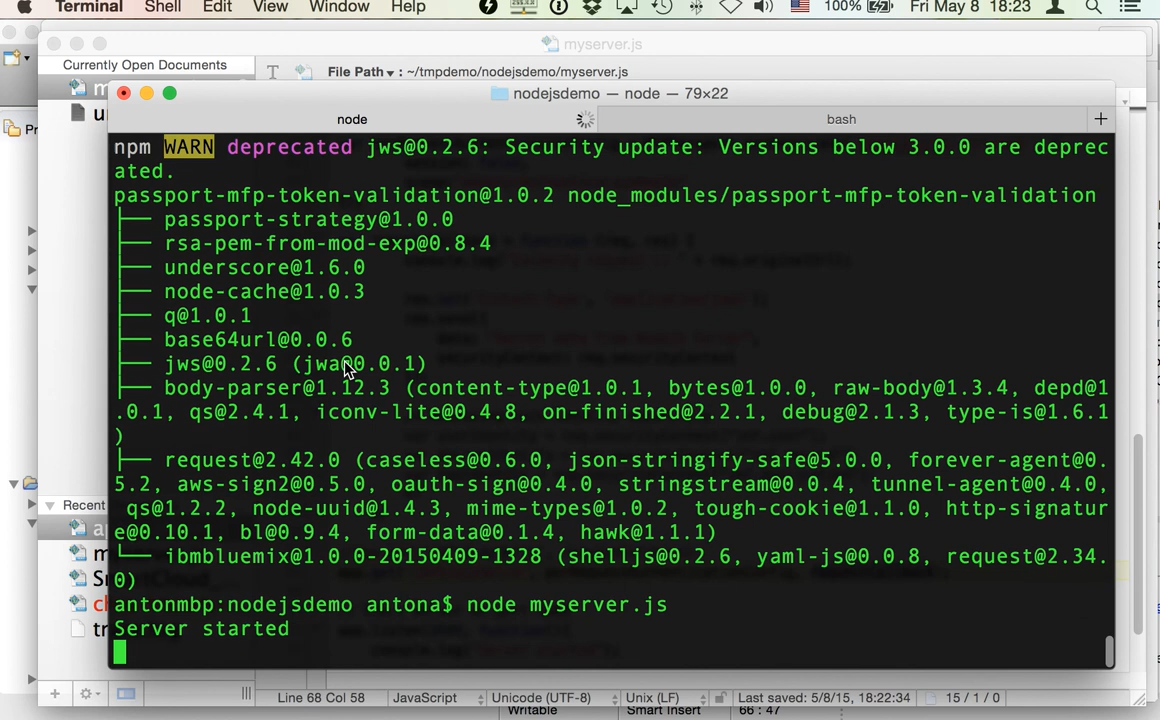 Terminal Shell Edit View Window Help 100% Fri May 8 18:23
myserver.js
Currently Open Documents
File Path : ~/tmpdemo/nodejsdemo/myserver.js
nodejsdemo — node — 79×22
node bash +
npm WARN deprecated jws@0.2.6: Security update: Versions below 3.0.0 are deprec
ated.
passport-mfp-token-validation@1.0.2 node_modules/passport-mfp-token-validation
├── passport-strategy@1.0.0
├── rsa-pem-from-mod-exp@0.8.4
├── underscore@1.6.0
├── node-cache@1.0.3
├── q@1.0.1
├── base64url@0.0.6
├── jws@0.2.6 (jwa@0.0.1)
├── body-parser@1.12.3 (content-type@1.0.1, bytes@1.0.0, raw-body@1.3.4, depd@1
.0.1, qs@2.4.1, iconv-lite@0.4.8, on-finished@2.2.1, debug@2.1.3, type-is@1.6.1
)
├── request@2.42.0 (caseless@0.6.0, json-stringify-safe@5.0.0, forever-agent@0.
5.2, aws-sign2@0.5.0, oauth-sign@0.4.0, stringstream@0.0.4, tunnel-agent@0.4.0,
qs@1.2.2, node-uuid@1.4.3, mime-types@1.0.2, tough-cookie@1.1.0, http-signatur
e@0.10.1, bl@0.9.4, form-data@0.1.4, hawk@1.1.1)
└── ibmbluemix@1.0.0-20150409-1328 (shelljs@0.2.6, yaml-js@0.0.8, request@2.34.
0)
antonmbp:nodejsdemo antona$ node myserver.js
Server started
Recent
Line 68 Col 58 JavaScript Unicode (UTF-8) Unix (LF) Last saved: 5/8/15, 18:22:34 15 / 1 / 0
Writable Smart Insert 66 : 47